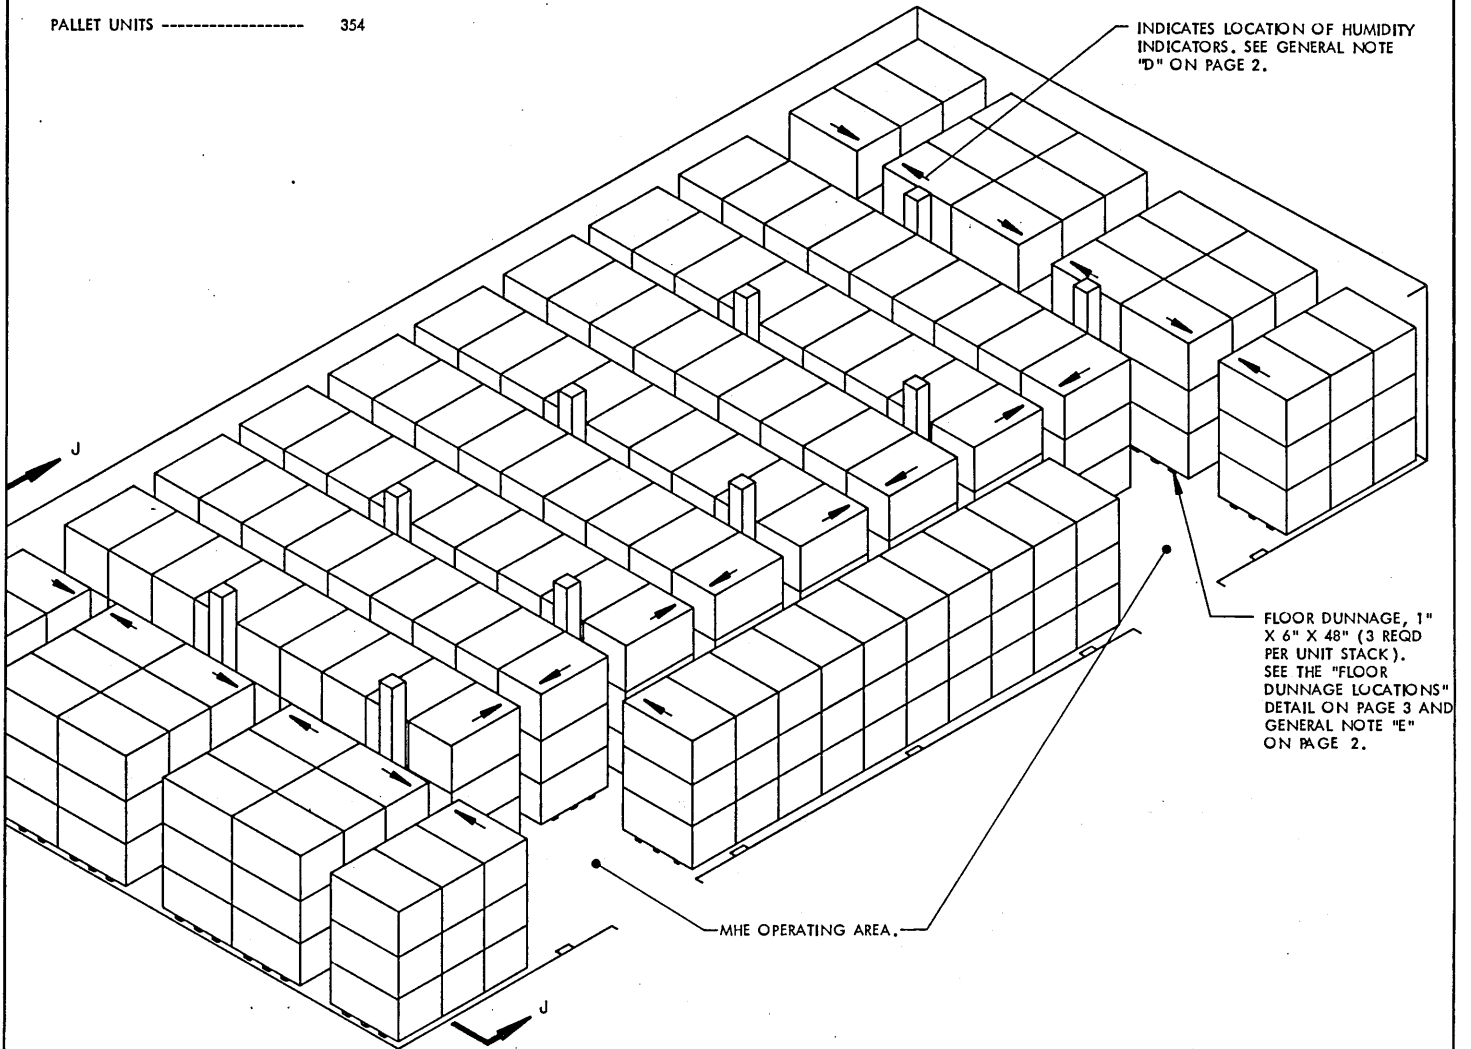 PALLET UNITS ------------------ 354
INDICATES LOCATION OF HUMIDITY
INDICATORS. SEE GENERAL NOTE
"D" ON PAGE 2.
J
FLOOR DUNNAGE, 1"
X 6" X 48" (3 REQD
PER UNIT STACK).
SEE THE "FLOOR
DUNNAGE LOCATIONS"
DETAIL ON PAGE 3 AND
GENERAL NOTE "E"
ON PAGE 2.
MHE OPERATING AREA.
J